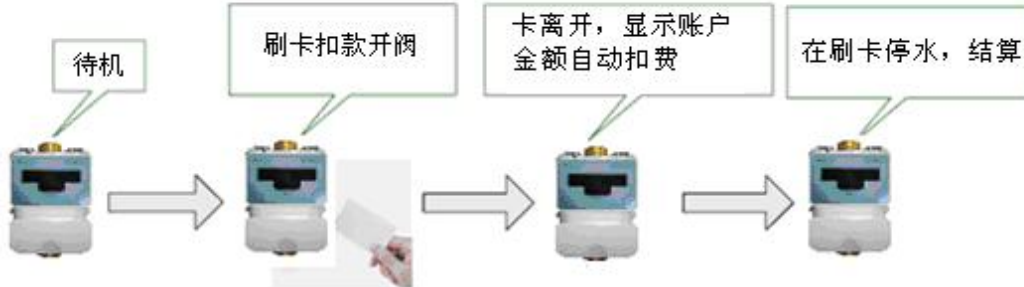 待机
刷卡扣款开阀
卡离开，显示账户
金额自动扣费
在刷卡停水，结算